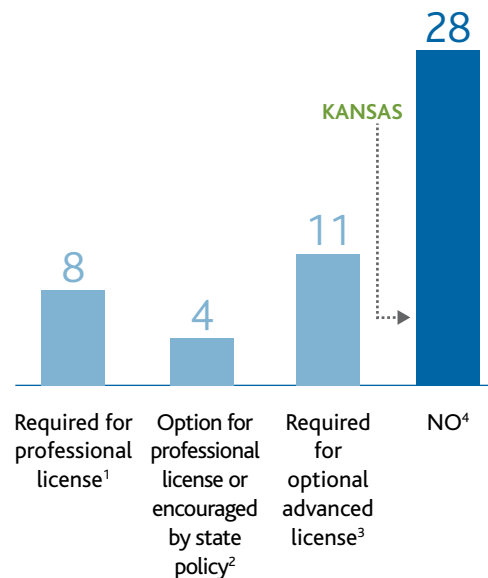 28
KANSAS
11
8
4
Required for
professional
license¹
Option for
professional
license or
encouraged
by state
policy²
Required
for
optional
advanced
license³
NO⁴